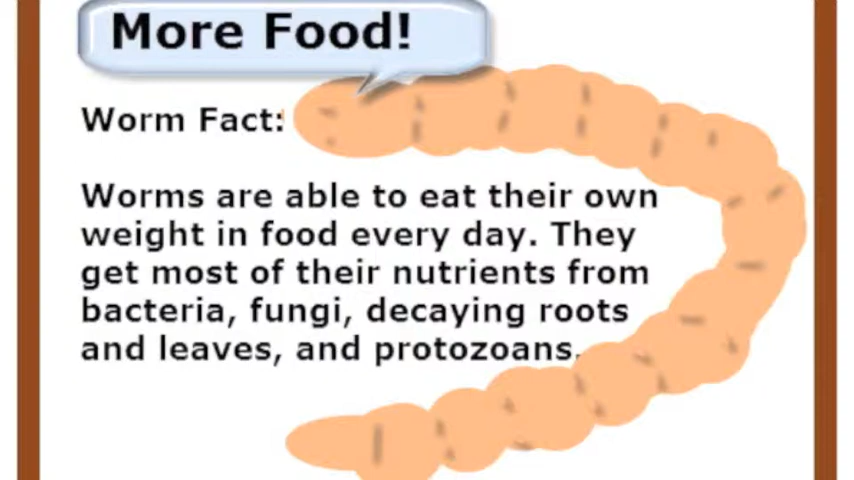 More Food!
Worm Fact:
Worms are able to eat their own
weight in food every day. They
get most of their nutrients from
bacteria, fungi, decaying roots
and leaves, and protozoans.